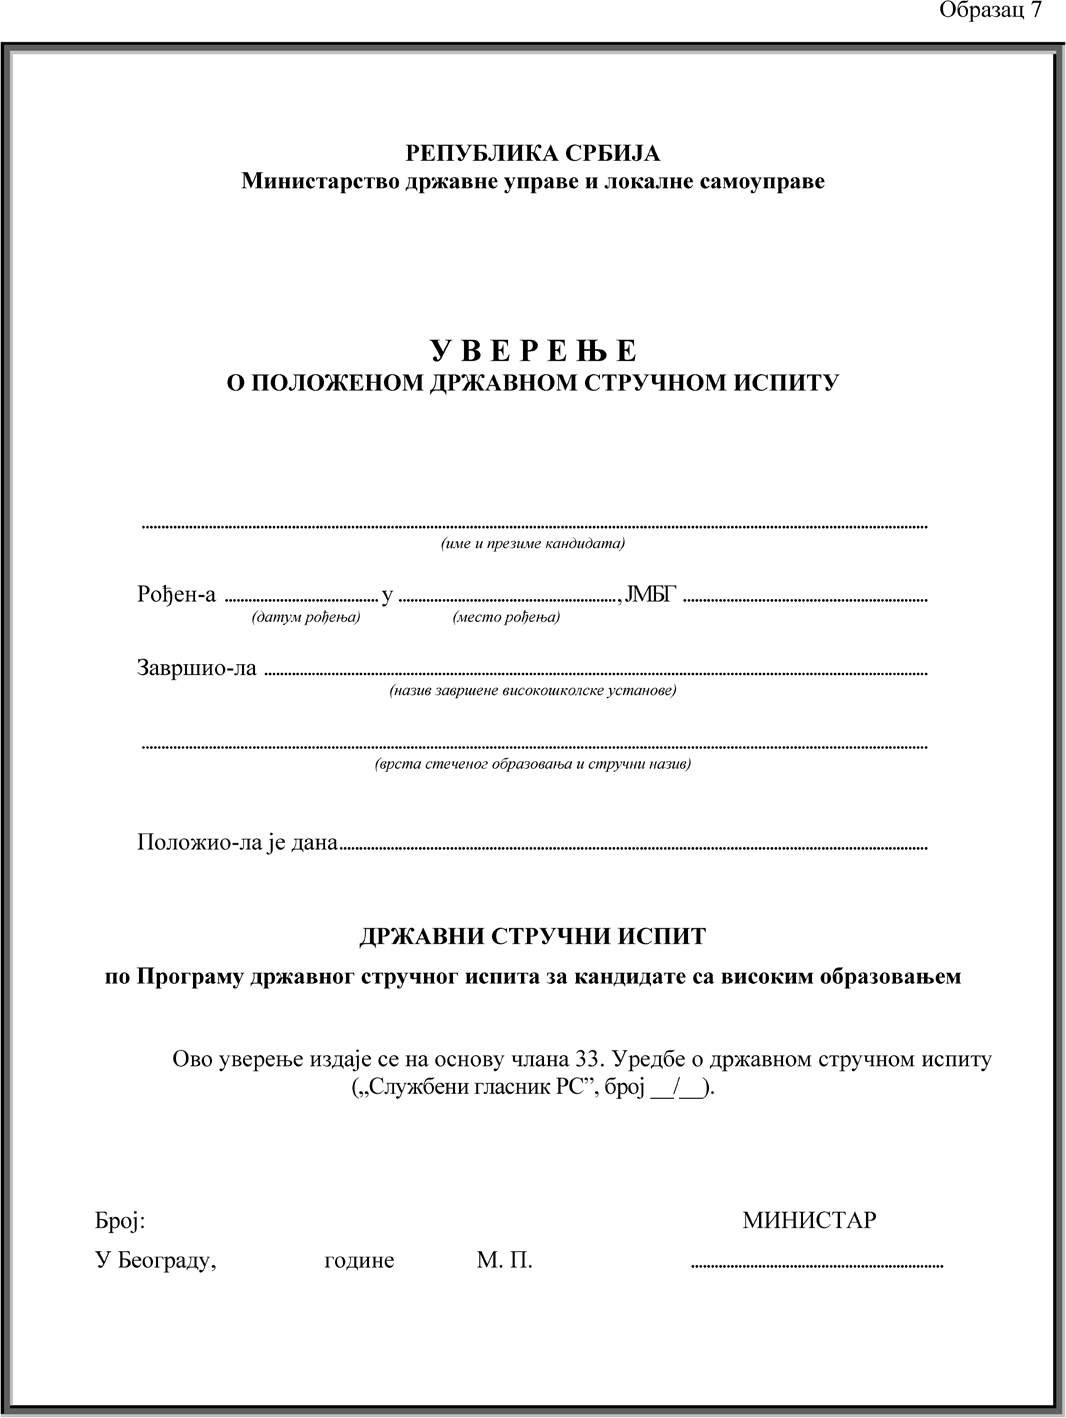 Образац 7
РЕПУБЛИКА СРБИЈА
Министарство државне управе и локалне самоуправе
У В Е Р Е Њ Е
О ПОЛОЖЕНОМ ДРЖАВНОМ СТРУЧНОМ ИСПИТУ
(име и презиме кандидата)
Рођен-а ........................ у ........................, ЈМБГ ........................
(датум рођења) (место рођења)
Завршио-ла ........................
(назив завршене високошколске установе)
(врста стеченог образовања и стручни назив)
Положио-ла је дана........................
ДРЖАВНИ СТРУЧНИ ИСПИТ
по Програму државног стручног испита за кандидате са високим образовањем
Ово уверење издаје се на основу члана 33. Уредбе о државном стручном испиту
(„Службени гласник РС”, број __/__).
Број: МИНИСТАР
У Београду, године М. П. ........................